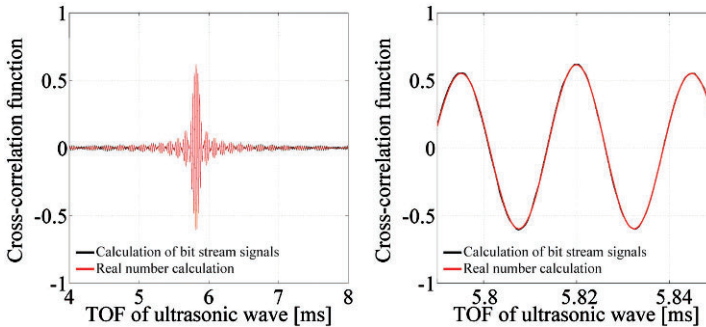 Cross-correlation function
1
0.5
0
-0.5
-1
Calculation of bit stream signals
Real number calculation
4 5 6 7 8
TOF of ultrasonic wave [ms]
Cross-correlation function
1
0.5
0
-0.5
-1
Calculation of bit stream signals
Real number calculation
5.8 5.82 5.84
TOF of ultrasonic wave [ms]